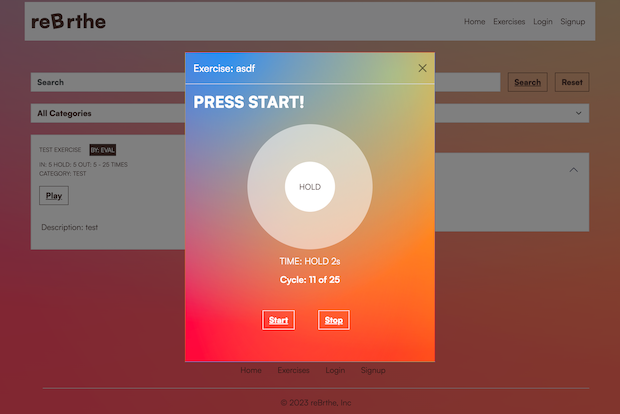 reBrthe
Home Exercises Login Signup
Search Search Reset
All Categories
TEST EXERCISE BY: EVAL
IN: 5 HOLD: 5 OUT: 5 - 25 TIMES
CATEGORY: TEST
Play
Description: test
Exercise: asdf
PRESS START!
HOLD
TIME: HOLD 2s
Cycle: 11 of 25
Start Stop
Home Exercises Login Signup
© 2023 reBrthe, Inc